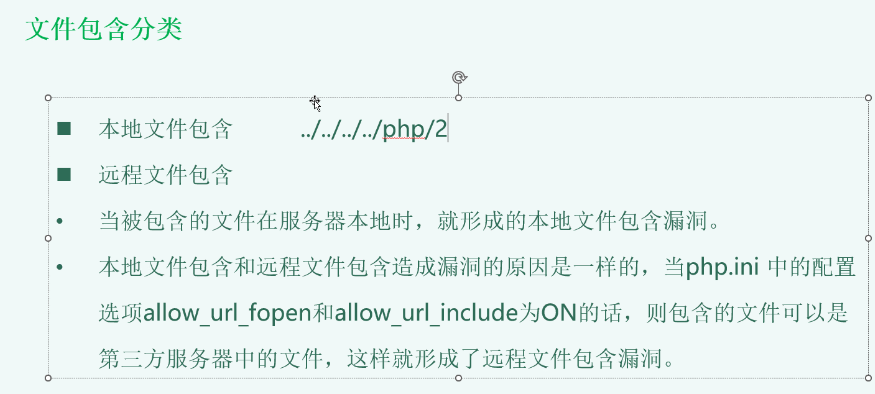 文件包含分类
本地文件包含 ../../../../php/2
远程文件包含
当被包含的文件在服务器本地时，就形成的本地文件包含漏洞。
本地文件包含和远程文件包含造成漏洞的原因是一样的，当php.ini 中的配置
选项allow_url_fopen和allow_url_include为ON的话，则包含的文件可以是
第三方服务器中的文件，这样就形成了远程文件包含漏洞。